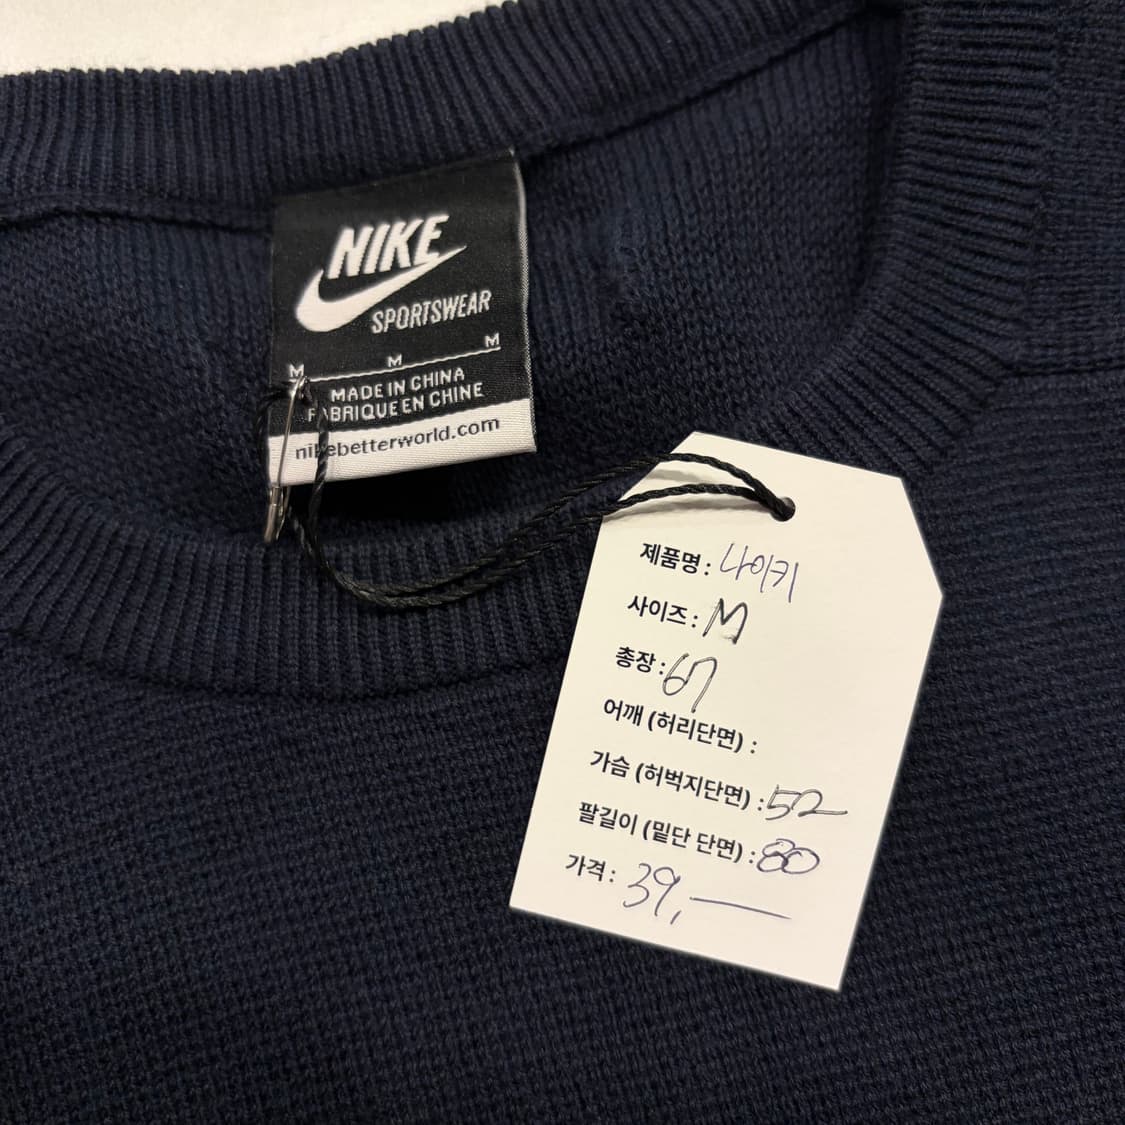 NIKE
SPORTSWEAR
M M M
MADE IN CHINA
FABRIQUE EN CHINE
nikebetterworld.com
제품명: 나이키
사이즈: M
총장: 67
어깨 (허리단면) :
가슴 (허벅지단면) : 52
팔길이 (밑단 단면) : 80
가격: 39,—